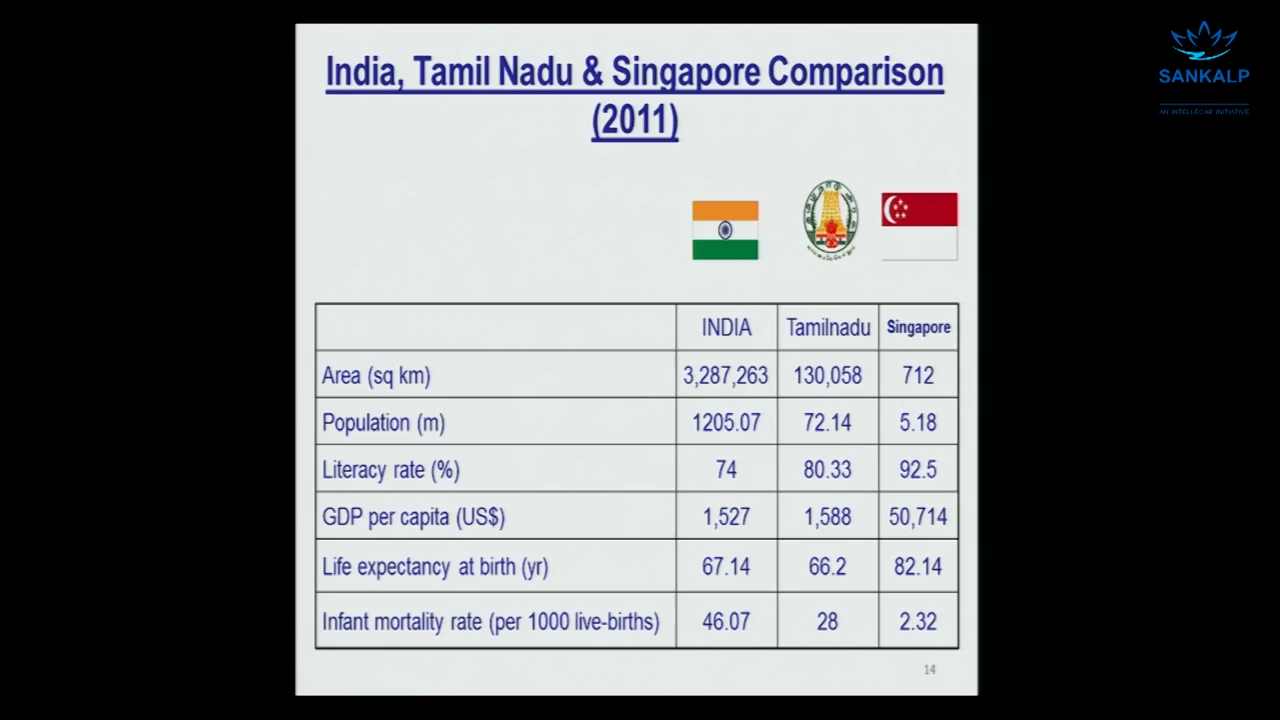 India, Tamil Nadu & Singapore Comparison
(2011)
SANKALP
AN INTELLECAP INITIATIVE
INDIA Tamilnadu Singapore
Area (sq km) 3,287,263 130,058 712
Population (m) 1205.07 72.14 5.18
Literacy rate (%) 74 80.33 92.5
GDP per capita (US$) 1,527 1,588 50,714
Life expectancy at birth (yr) 67.14 66.2 82.14
Infant mortality rate (per 1000 live-births) 46.07 28 2.32
14